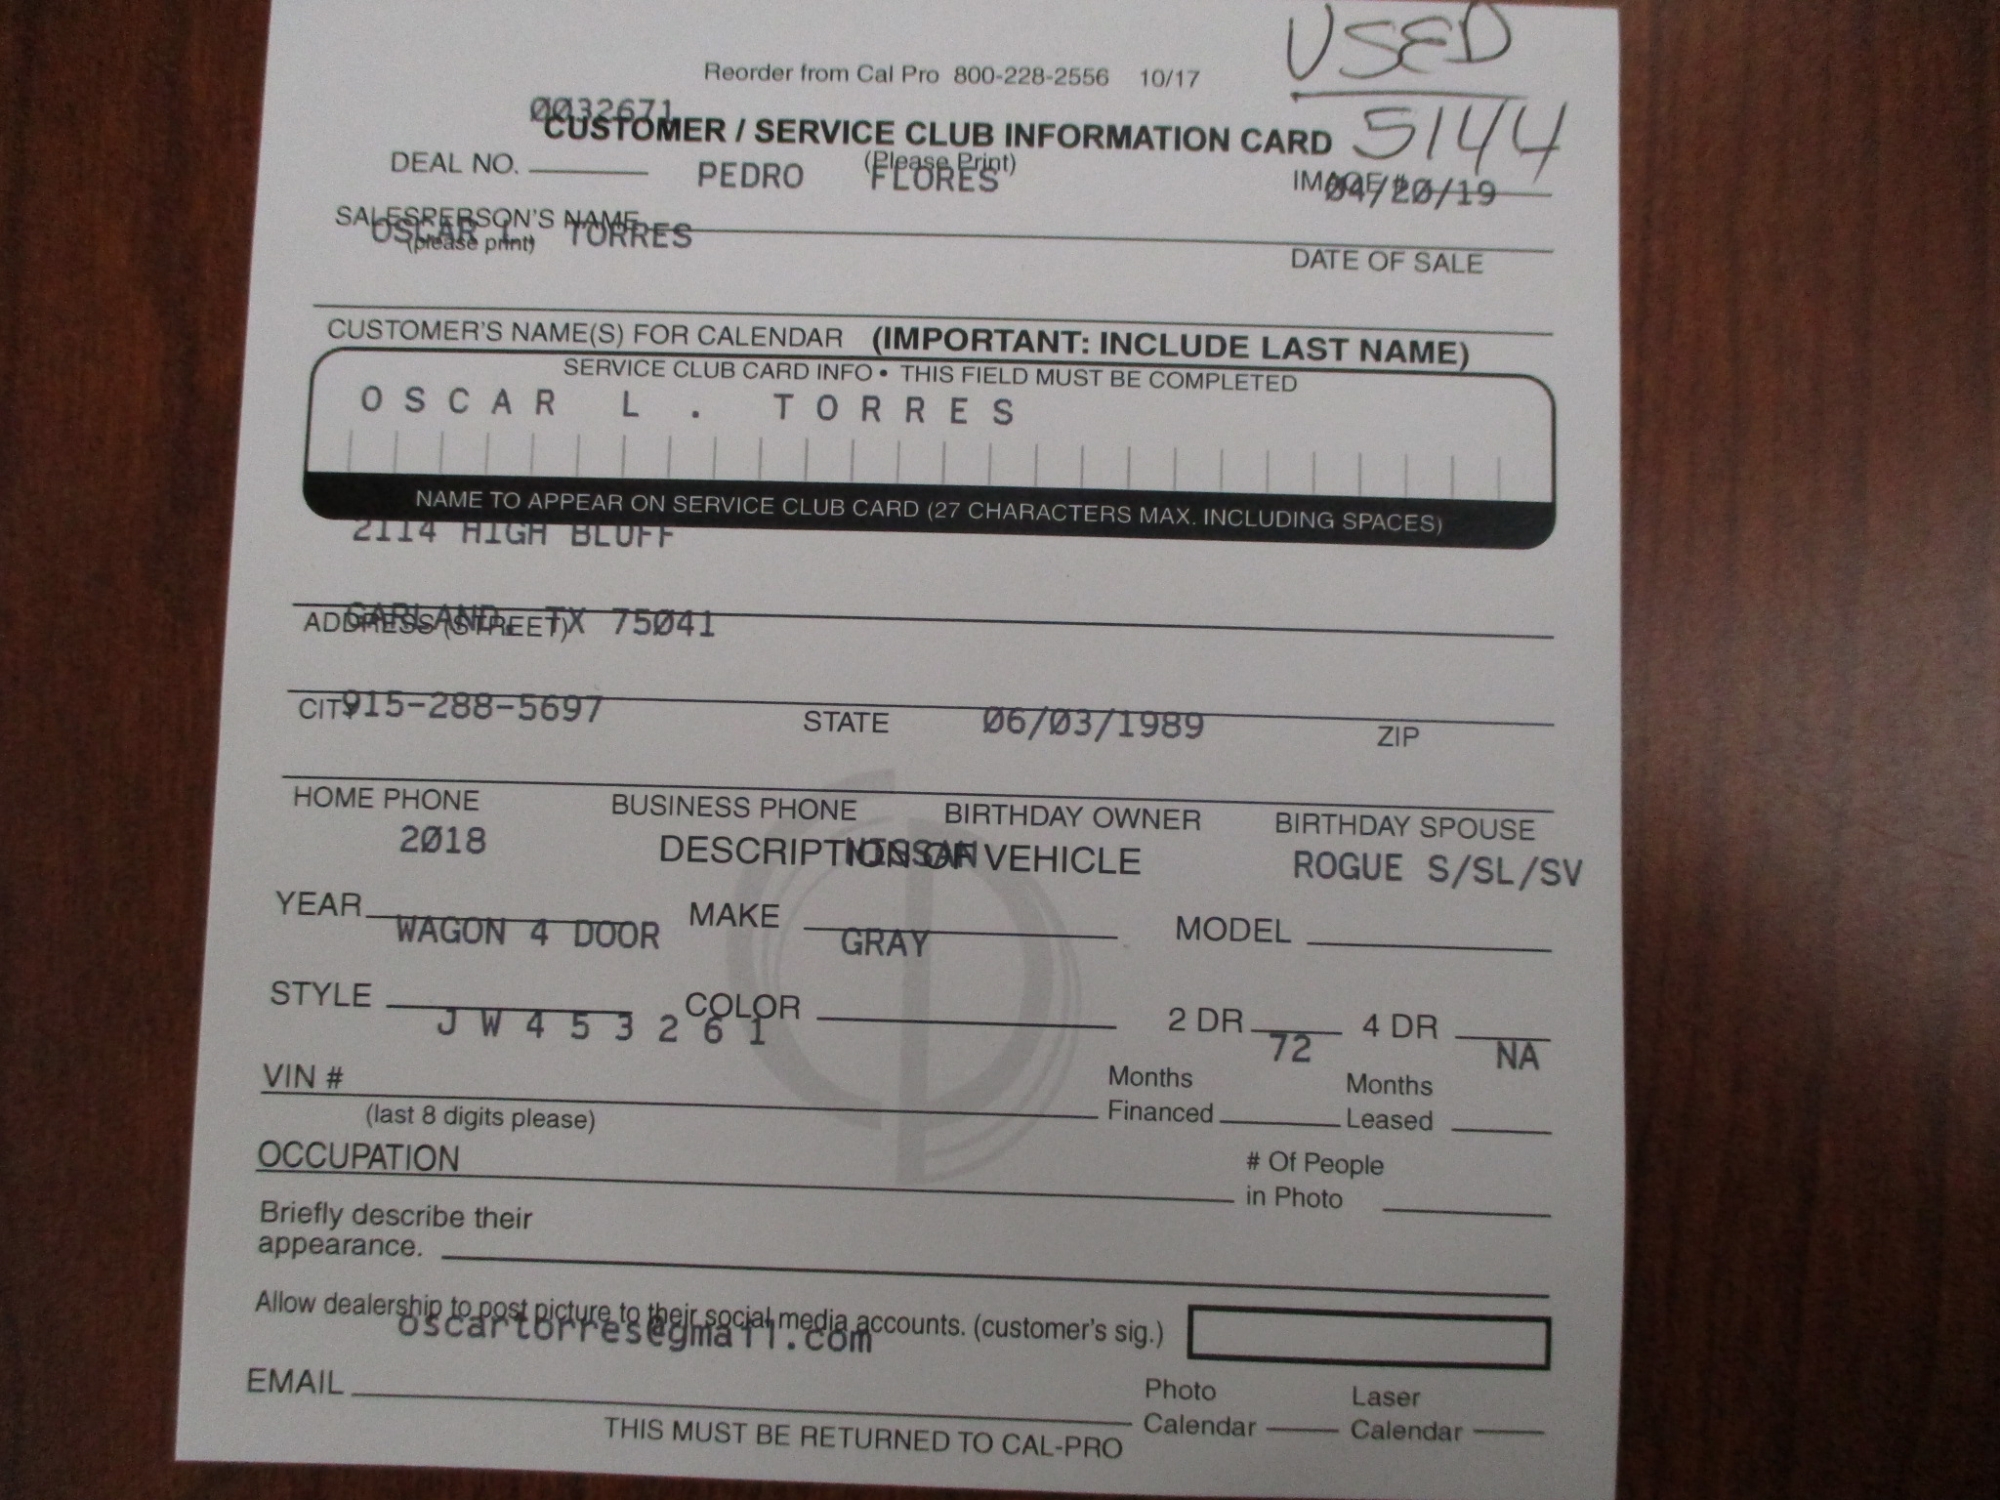 USED
Reorder from Cal Pro 800-228-2556 10/17
0032671
CUSTOMER / SERVICE CLUB INFORMATION CARD 5144
(Please Print)
DEAL NO. PEDRO FLORES IMAGE # 04/20/19
SALESPERSON'S NAME
OSCAR L. TORRES
(please print)
DATE OF SALE
CUSTOMER'S NAME(S) FOR CALENDAR (IMPORTANT: INCLUDE LAST NAME)
SERVICE CLUB CARD INFO • THIS FIELD MUST BE COMPLETED
OSCAR L. TORRES
NAME TO APPEAR ON SERVICE CLUB CARD (27 CHARACTERS MAX. INCLUDING SPACES)
2114 HIGH BLUFF
GARLAND, TX 75041
ADDRESS (STREET)
915-288-5697 06/03/1989
CITY STATE ZIP
HOME PHONE BUSINESS PHONE BIRTHDAY OWNER BIRTHDAY SPOUSE
2018 NISSAN ROGUE S/SL/SV
DESCRIPTION OF VEHICLE
YEAR MAKE MODEL
WAGON 4 DOOR GRAY
STYLE COLOR 2 DR 4 DR
JW453261 72 NA
VIN # Months Financed Months Leased
(last 8 digits please)
OCCUPATION # Of People in Photo
Briefly describe their
appearance.
Allow dealership to post picture to their social media accounts. (customer's sig.)
oscartorres@gmail.com
EMAIL Photo Calendar Laser Calendar
THIS MUST BE RETURNED TO CAL-PRO